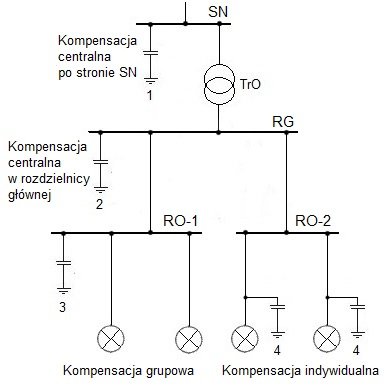 SN
Kompensacja
centralna
po stronie SN
1
TrO
RG
Kompensacja
centralna
w rozdzielnicy
głównej
2
RO-1
RO-2
3
4
4
Kompensacja grupowa
Kompensacja indywidualna